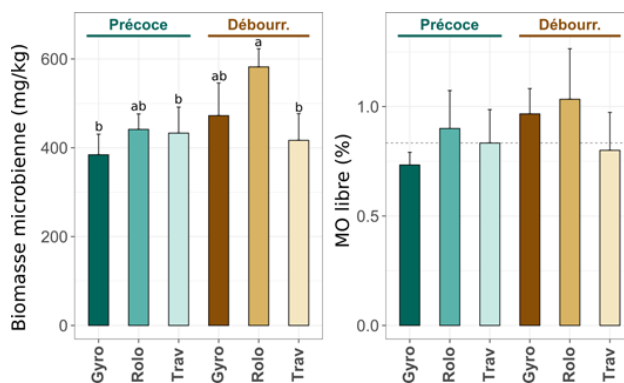 Précoce
Débourr.
Biomasse microbienne (mg/kg)
600
400
200
0
b
ab
b
ab
a
b
Gyro
Rolo
Trav
Gyro
Rolo
Trav
Précoce
Débourr.
MO libre (%)
1.0
0.5
0.0
Gyro
Rolo
Trav
Gyro
Rolo
Trav